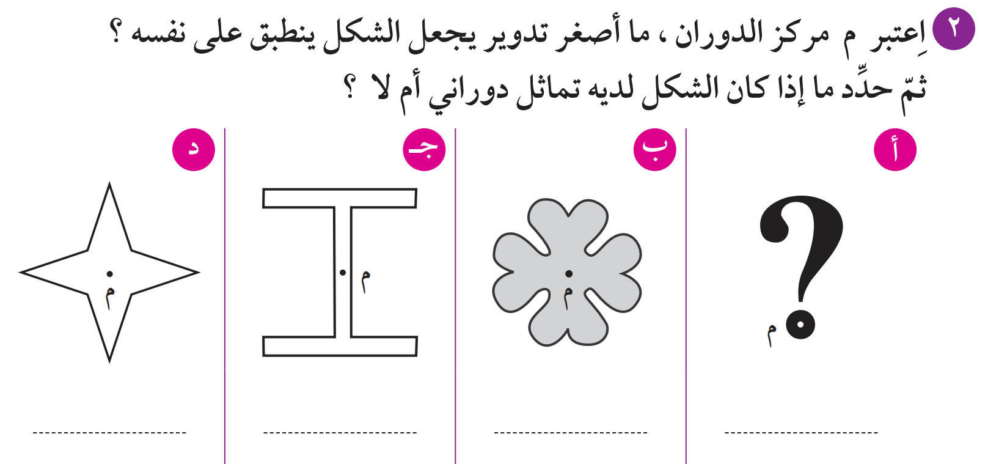 ٢ اِعتبر م مركز الدوران ، ما أصغر تدوير يجعل الشكل ينطبق على نفسه ؟
ثمّ حدِّد ما إذا كان الشكل لديه تماثل دوراني أم لا ؟
أ
م
ب
م
جـ
م
د
م